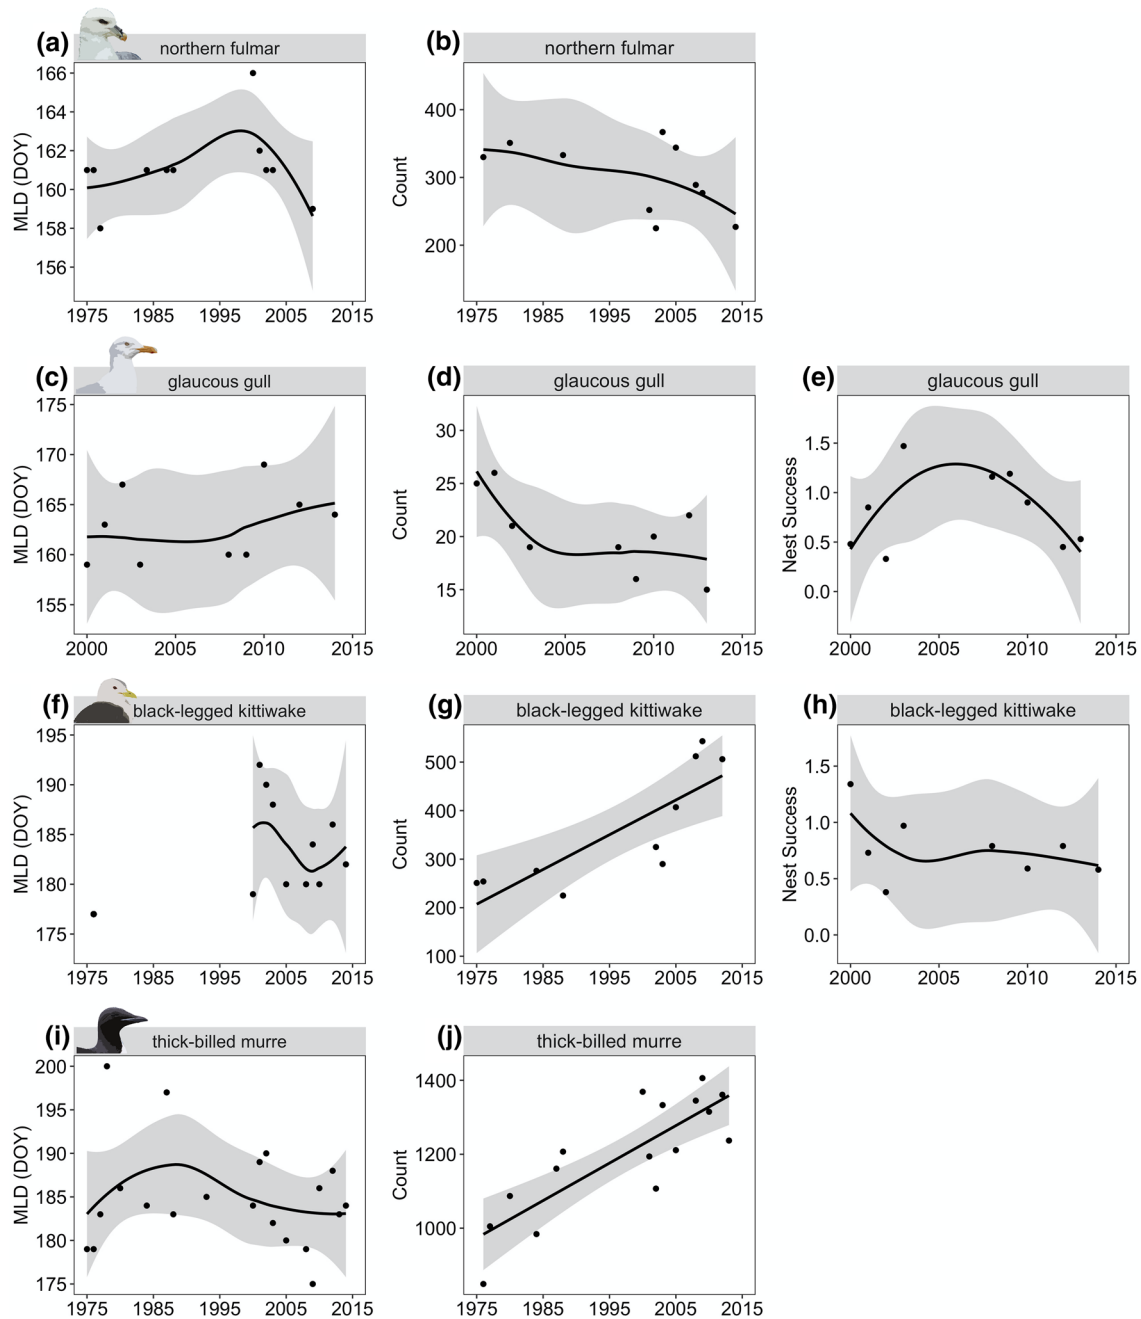 (a) northern fulmar
(b) northern fulmar
MLD (DOY)
166
164
162
160
158
156
1975 1985 1995 2005 2015
Count
400
300
200
1975 1985 1995 2005 2015
(c) glaucous gull
(d) glaucous gull
(e) glaucous gull
MLD (DOY)
175
170
165
160
155
2000 2005 2010 2015
Count
30
25
20
15
2000 2005 2010 2015
Nest Success
1.5
1.0
0.5
0.0
2000 2005 2010 2015
(f) black-legged kittiwake
(g) black-legged kittiwake
(h) black-legged kittiwake
MLD (DOY)
195
190
185
180
175
1975 1985 1995 2005 2015
Count
500
400
300
200
100
1975 1985 1995 2005 2015
Nest Success
1.5
1.0
0.5
0.0
2000 2005 2010 2015
(i) thick-billed murre
(j) thick-billed murre
MLD (DOY)
200
195
190
185
180
175
1975 1985 1995 2005 2015
Count
1400
1200
1000
1975 1985 1995 2005 2015